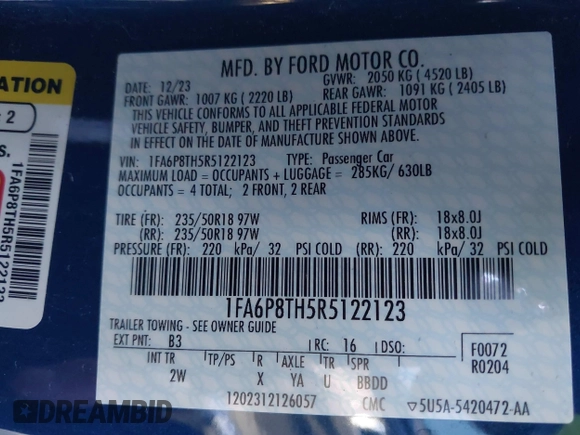 ATION
2
S.
1FA6P8TH5R5122123
MFD. BY FORD MOTOR CO.
DATE: 12/23 GVWR: 2050 KG ( 4520 LB)
FRONT GAWR: 1007 KG ( 2220 LB) REAR GAWR: 1091 KG ( 2405 LB)
THIS VEHICLE CONFORMS TO ALL APPLICABLE FEDERAL MOTOR
VEHICLE SAFETY, BUMPER, AND THEFT PREVENTION STANDARDS
IN EFFECT ON THE DATE OF MANUFACTURE SHOWN ABOVE.
VIN: 1FA6P8TH5R5122123 TYPE: Passenger Car
MAXIMUM LOAD = OCCUPANTS + LUGGAGE = 285KG/ 630LB
OCCUPANTS = 4 TOTAL; 2 FRONT, 2 REAR
TIRE (FR): 235/50R18 97W RIMS (FR): 18x8.0J
(RR): 235/50R18 97W (RR): 18x8.0J
PRESSURE (FR): 220 kPa/ 32 PSI COLD (RR): 220 kPa/ 32 PSI COLD
1FA6P8TH5R5122123
TRAILER TOWING - SEE OWNER GUIDE
EXT PNT: B3 RC: 16 DSO: F0072
INT TR TP/PS R AXLE TR SPR R0204
2W X YA U BBDD
1202312126057 CMC ▽5U5A-5420472-AA
DREAMBID